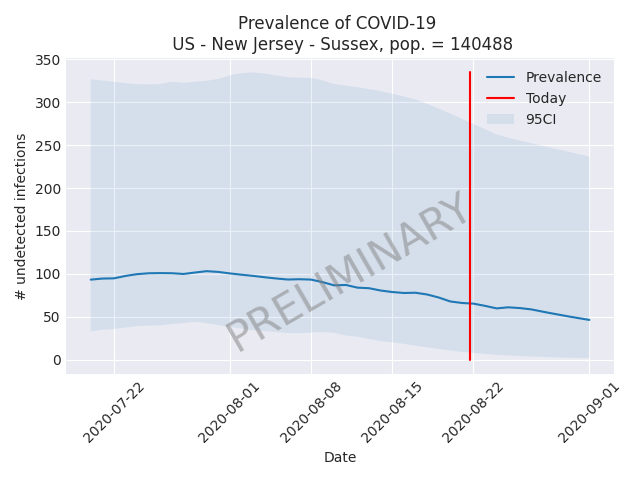 Prevalence of COVID-19
US - New Jersey - Sussex, pop. = 140488
# undetected infections
350
300
250
200
150
100
50
0
Prevalence
Today
95CI
PRELIMINARY
2020-07-22
2020-08-01
2020-08-08
2020-08-15
2020-08-22
2020-09-01
Date